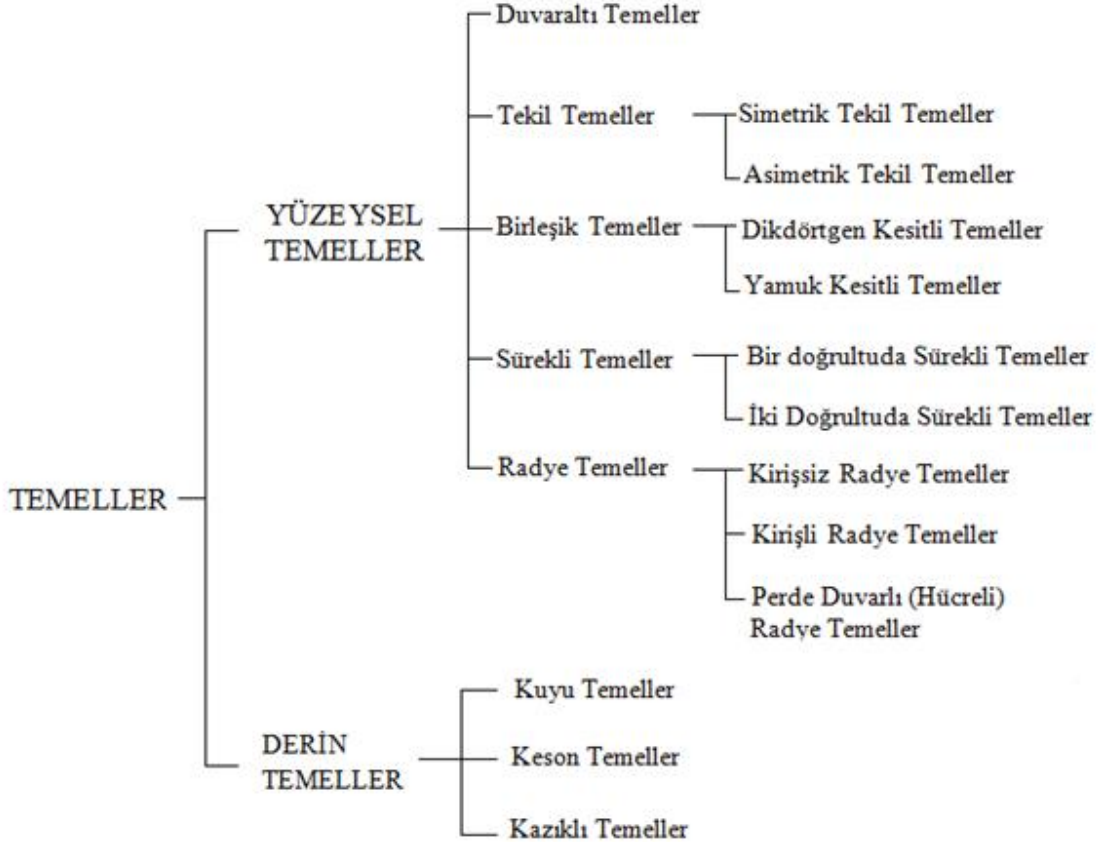 TEMELLER
YÜZEYSEL
TEMELLER
Duvaraltı Temeller
Tekil Temeller
Simetrik Tekil Temeller
Asimetrik Tekil Temeller
Birleşik Temeller
Dikdörtgen Kesitli Temeller
Yamuk Kesitli Temeller
Sürekli Temeller
Bir doğrultuda Sürekli Temeller
İki Doğrultuda Sürekli Temeller
Radye Temeller
Kirişsiz Radye Temeller
Kirişli Radye Temeller
Perde Duvarlı (Hücreli)
Radye Temeller
DERİN
TEMELLER
Kuyu Temeller
Keson Temeller
Kazıklı Temeller